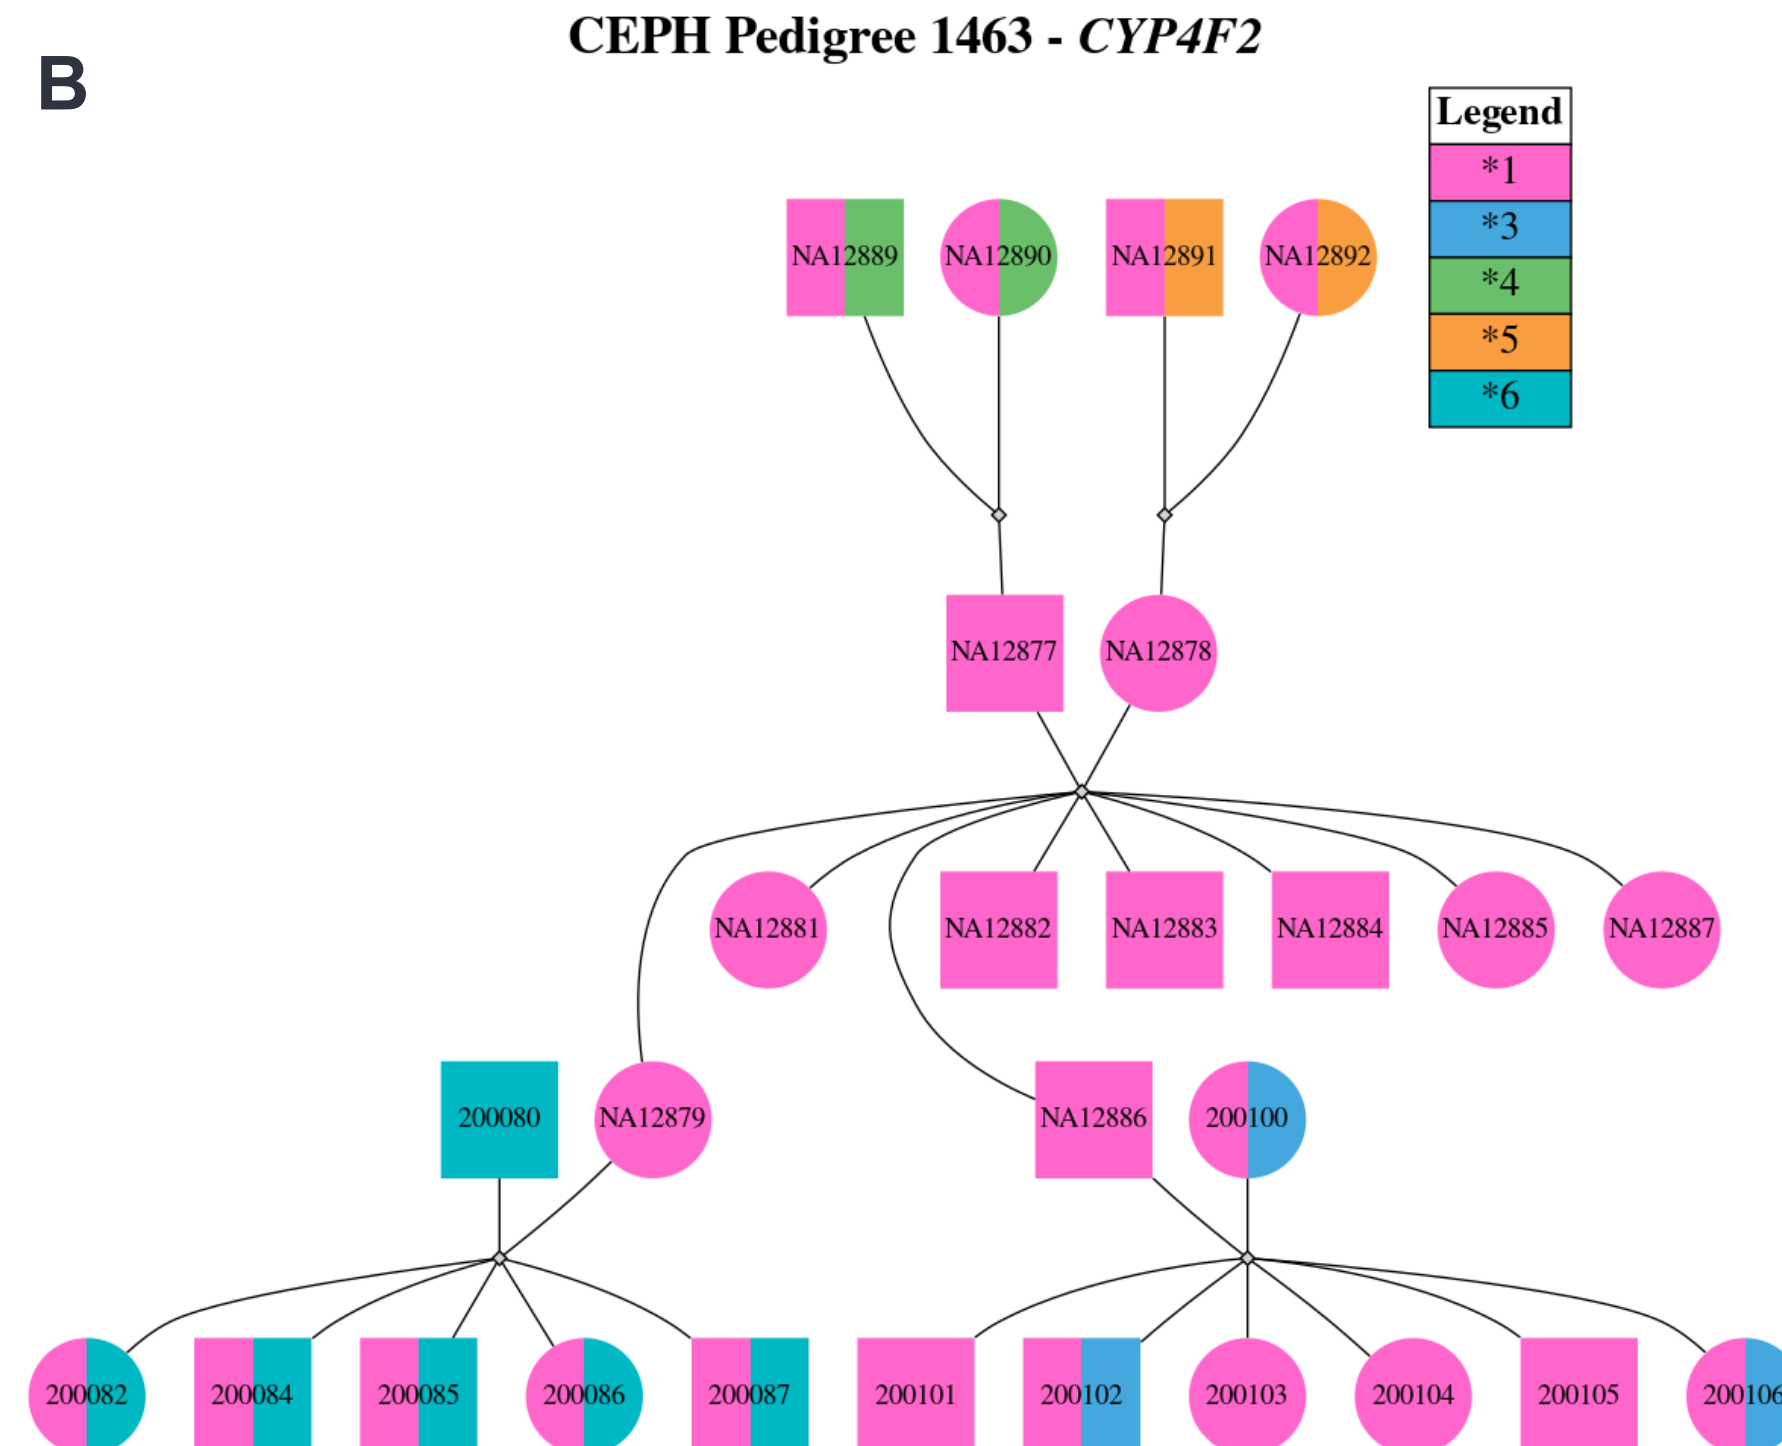 CEPH Pedigree 1463 - CYP4F2
B
Legend
*1
*3
*4
*5
*6
NA12889 NA12890 NA12891 NA12892
NA12877 NA12878
NA12881 NA12882 NA12883 NA12884 NA12885 NA12887
200080 NA12879 NA12886 200100
200082 200084 200085 200086 200087 200101 200102 200103 200104 200105 200106